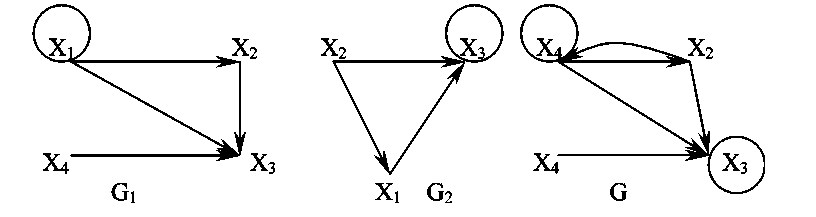 X₁ X₂ X₂ X₃ X₄ X₂
X₄ X₃ X₄ X₃
G₁ X₁ G₂ G